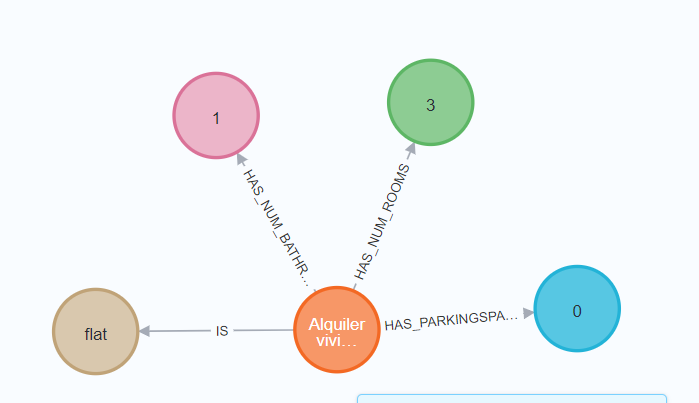 1
3
HAS_NUM_BATHR...
HAS_NUM_ROOMS
0
HAS_PARKINGSPA...
Alquiler
vivi...
IS
flat